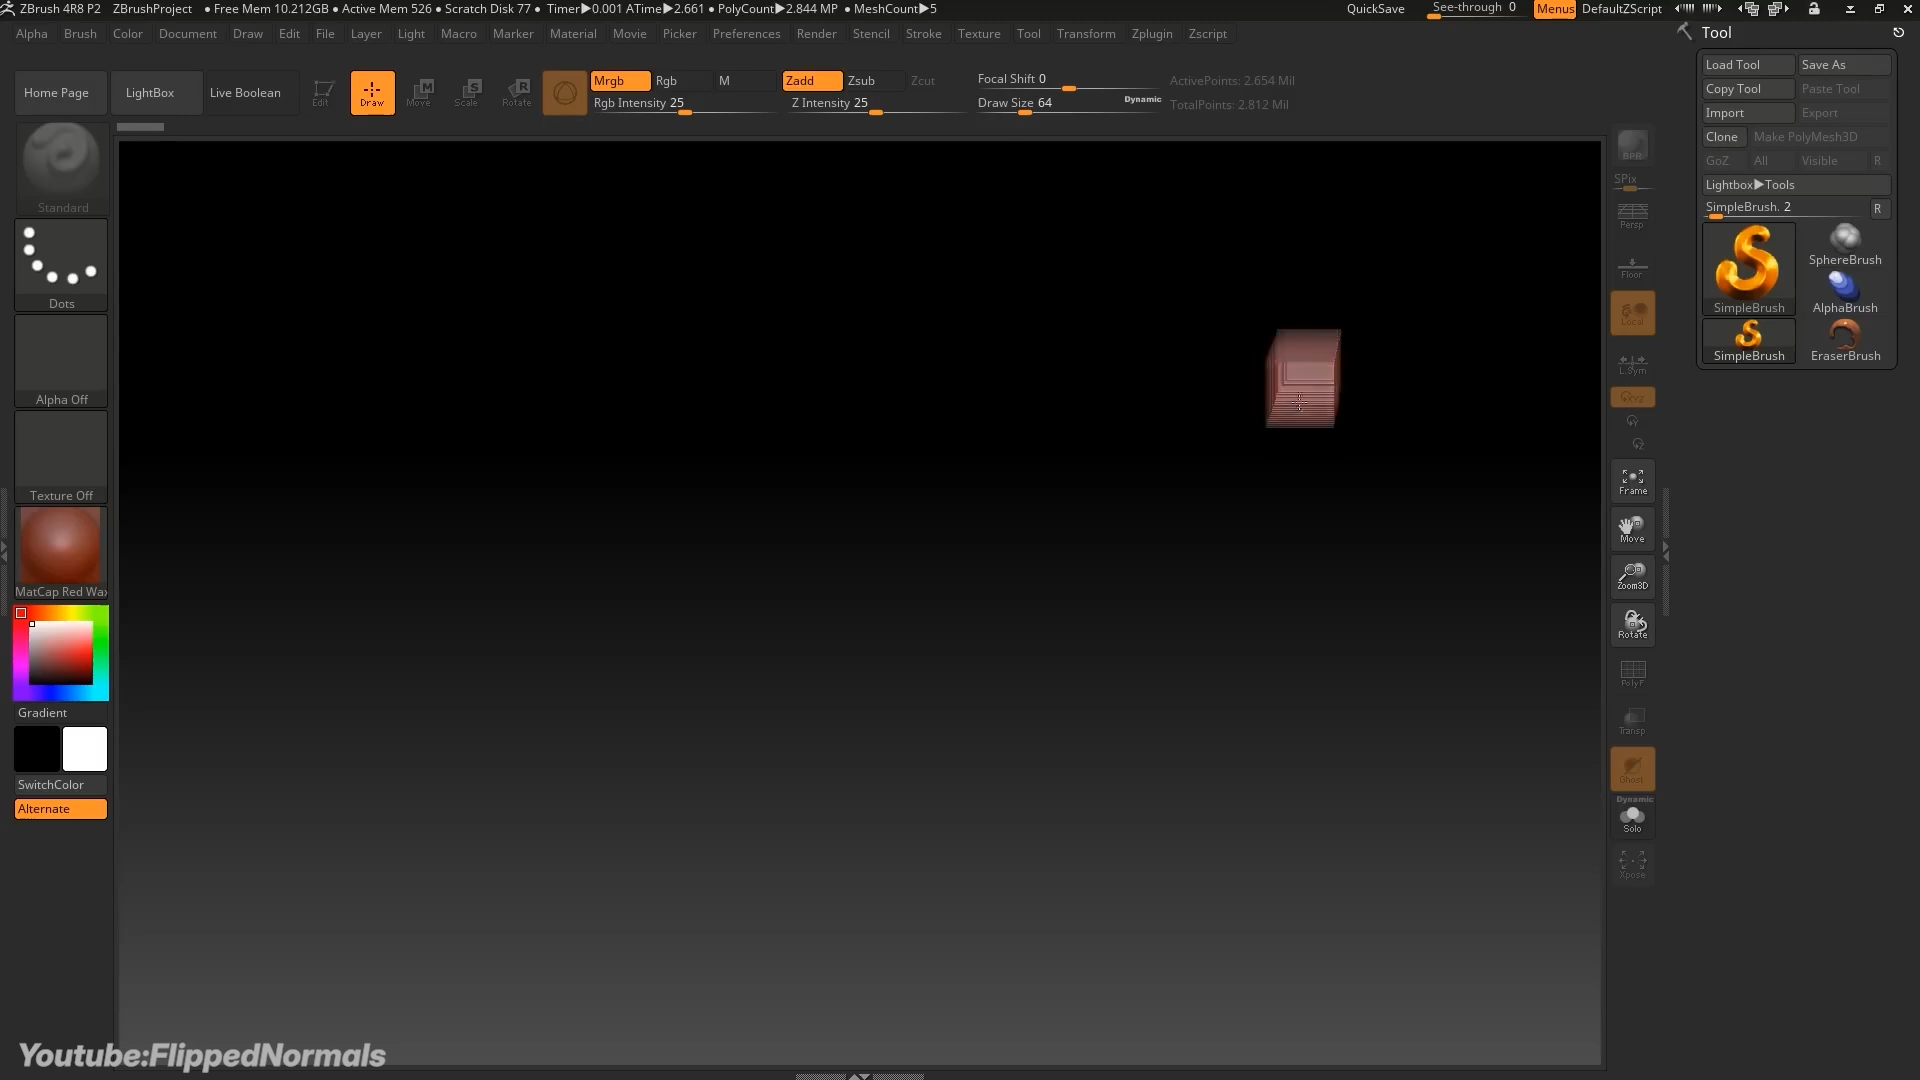 ZBrush 4R8 P2 ZBrushProject • Free Mem 10.212GB • Active Mem 526 • Scratch Disk 77 • Timer▶0.001 ATime▶2.661 • PolyCount▶2.844 MP • MeshCount▶5 QuickSave See-through 0 Menus DefaultZScript
Alpha Brush Color Document Draw Edit File Layer Light Macro Marker Material Movie Picker Preferences Render Stencil Stroke Texture Tool Transform Zplugin Zscript
Home Page LightBox Live Boolean Edit Draw Move Scale Rotate
Mrgb Rgb M Zadd Zsub Zcut Focal Shift 0 ActivePoints: 2.654 Mil
Rgb Intensity 25 Z Intensity 25 Draw Size 64 Dynamic TotalPoints: 2.812 Mil
Standard
Dots
Alpha Off
Texture Off
MatCap Red Wax
Gradient
SwitchColor
Alternate
BPR
SPix
Persp
Floor
Local
L.Sym
XYZ
Frame
Move
Zoom3D
Rotate
PolyF
Transp
Ghost
Dynamic
Solo
Xpose
Tool
Load Tool Save As
Copy Tool Paste Tool
Import Export
Clone Make PolyMesh3D
GoZ All Visible R
Lightbox▶Tools
SimpleBrush. 2 R
SphereBrush
SimpleBrush AlphaBrush
SimpleBrush EraserBrush
Youtube:FlippedNormals